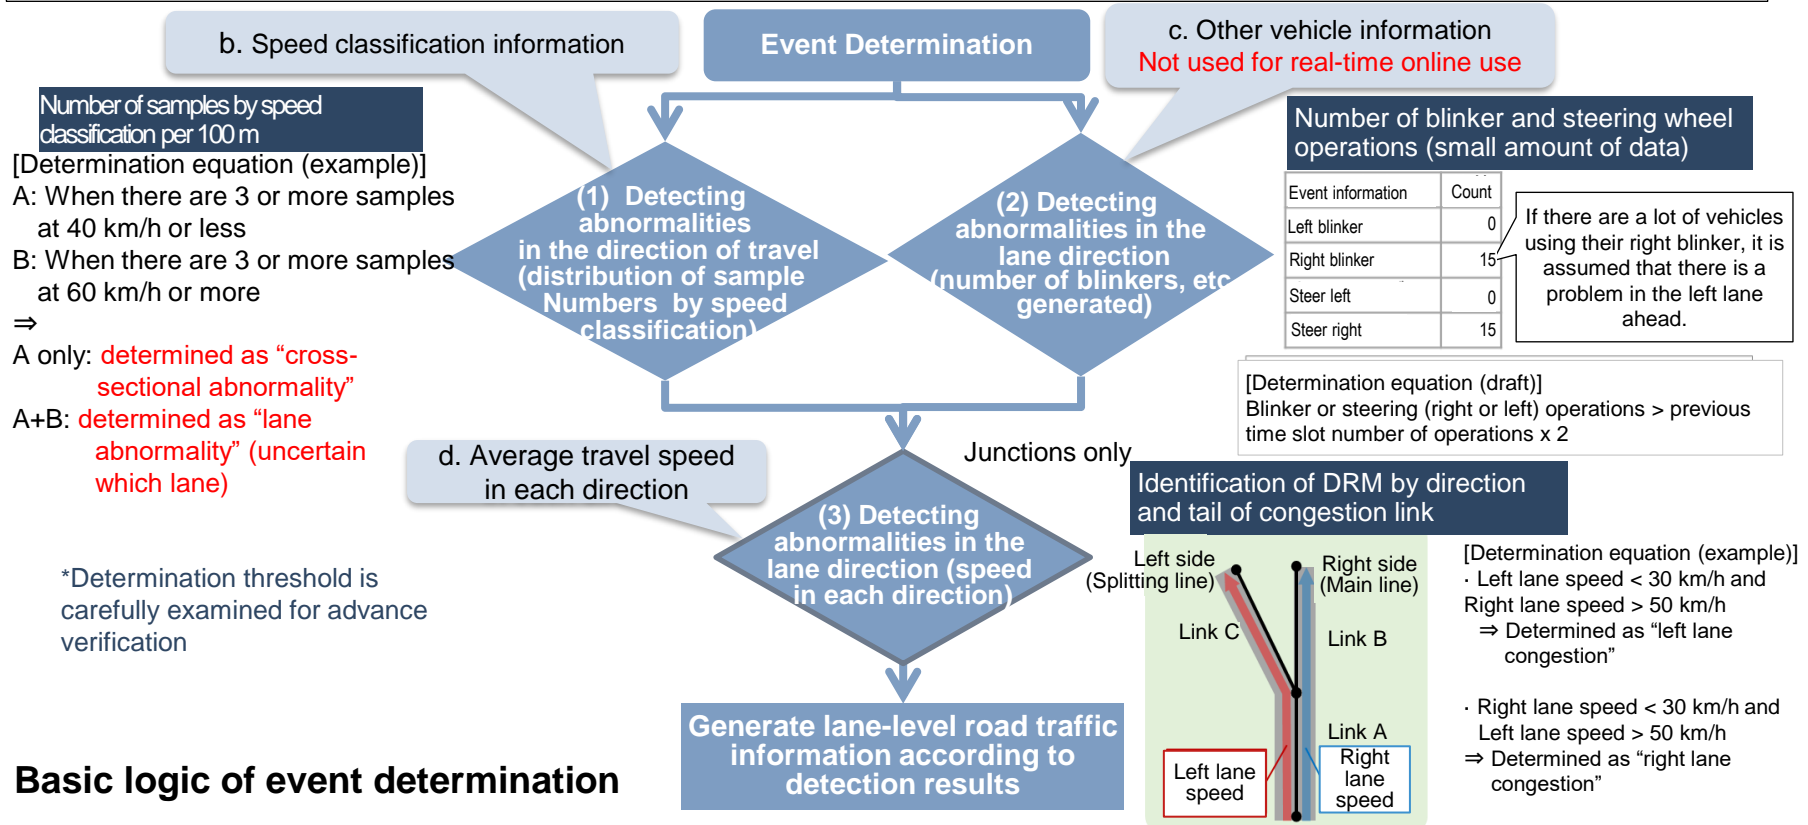 b. Speed classification information
Event Determination
c. Other vehicle information
Not used for real-time online use
Number of samples by speed
classification per 100 m
[Determination equation (example)]
A: When there are 3 or more samples
at 40 km/h or less
B: When there are 3 or more samples
at 60 km/h or more
⇒
A only: determined as “cross-
sectional abnormality”
A+B: determined as “lane
abnormality” (uncertain
which lane)
*Determination threshold is
carefully examined for advance
verification
(1) Detecting
abnormalities
in the direction of travel
(distribution of sample
Numbers by speed
classification)
(2) Detecting
abnormalities in the
lane direction
(number of blinkers, etc
generated)
Number of blinker and steering wheel
operations (small amount of data)
Event information Count
Left blinker 0
Right blinker 15
Steer left 0
Steer right 15
If there are a lot of vehicles
using their right blinker, it is
assumed that there is a
problem in the left lane
ahead.
[Determination equation (draft)]
Blinker or steering (right or left) operations > previous
time slot number of operations x 2
d. Average travel speed
in each direction
Junctions only
(3) Detecting
abnormalities in the
lane direction (speed
in each direction)
Identification of DRM by direction
and tail of congestion link
Left side
(Splitting line)
Right side
(Main line)
Link C
Link B
Link A
Left lane
speed
Right
lane
speed
[Determination equation (example)]
· Left lane speed < 30 km/h and
Right lane speed > 50 km/h
⇒ Determined as “left lane
congestion”
· Right lane speed < 30 km/h and
Left lane speed > 50 km/h
⇒ Determined as “right lane
congestion”
Generate lane-level road traffic
information according to
detection results
Basic logic of event determination